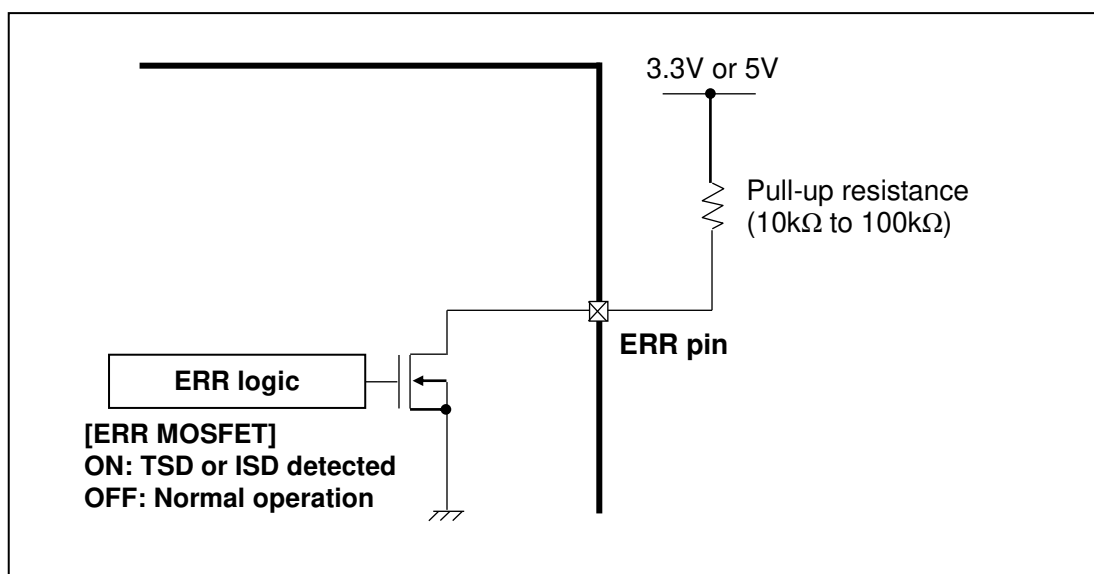 3.3V or 5V
Pull-up resistance
(10kΩ to 100kΩ)
ERR pin
ERR logic
[ERR MOSFET]
ON: TSD or ISD detected
OFF: Normal operation